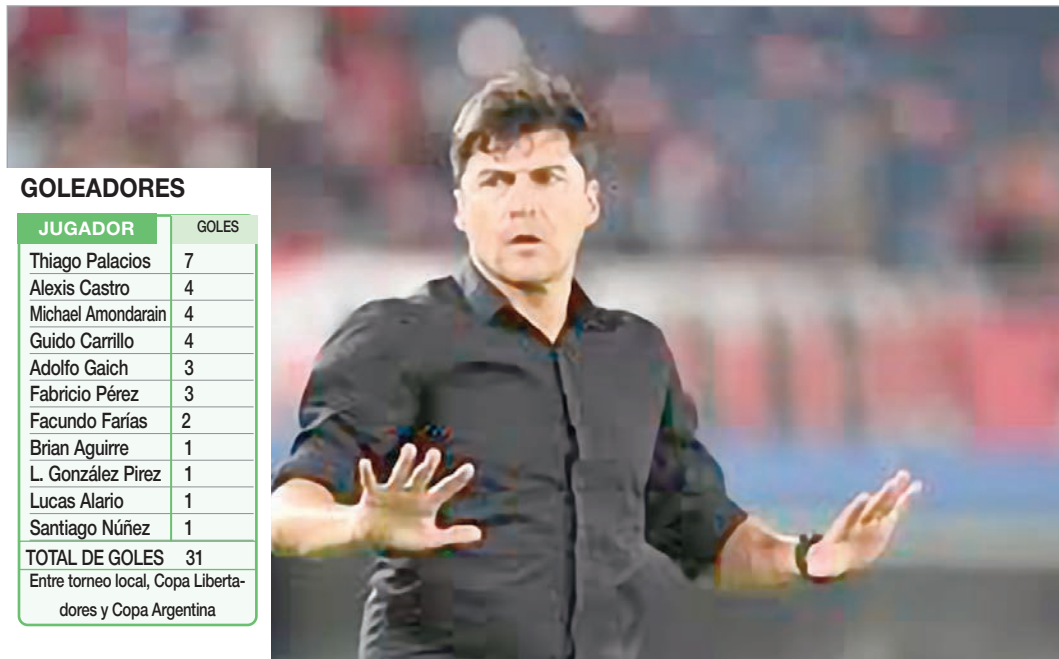 GOLEADORES
JUGADOR GOLES
Thiago Palacios 7
Alexis Castro 4
Michael Amondarain 4
Guido Carrillo 4
Adolfo Gaich 3
Fabricio Pérez 3
Facundo Farías 2
Brian Aguirre 1
L. González Pirez 1
Lucas Alario 1
Santiago Núñez 1
TOTAL DE GOLES 31
Entre torneo local, Copa Liberta-
dores y Copa Argentina